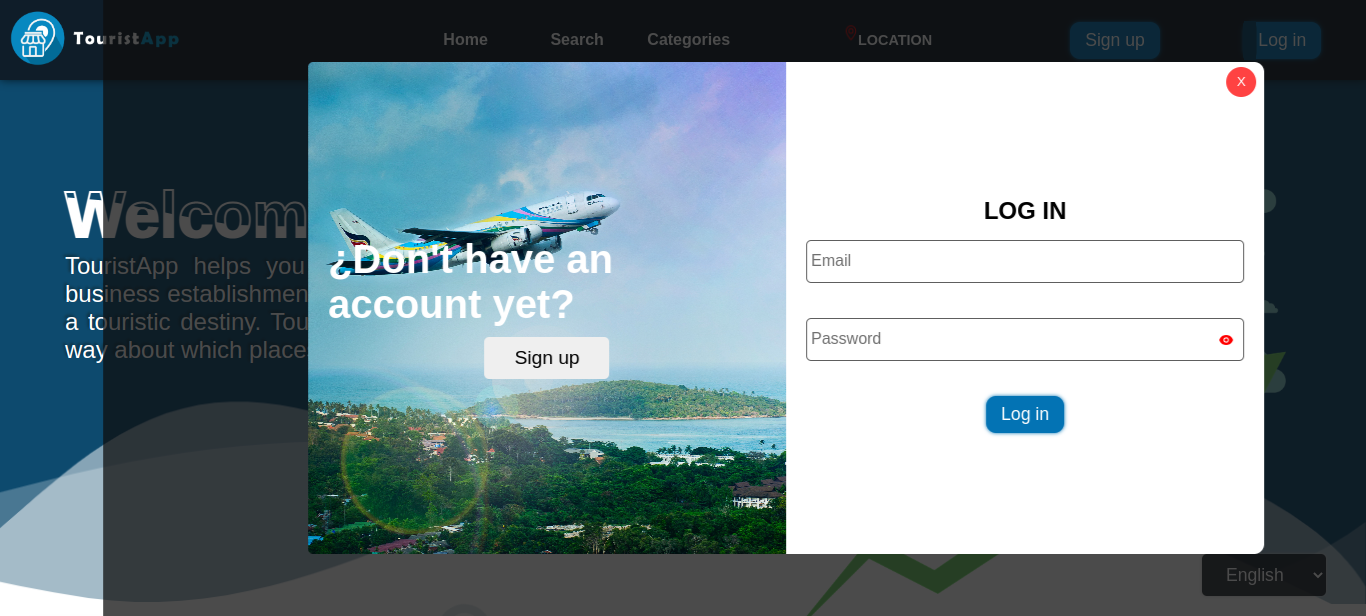 TouristApp
Home
Search
Categories
LOCATION
Sign up
Log in
X
Welcom
TouristApp helps you
business establishmen
a touristic destiny. Tou
way about which place
¿Don't have an
account yet?
Sign up
LOG IN
Email
Password
Log in
English